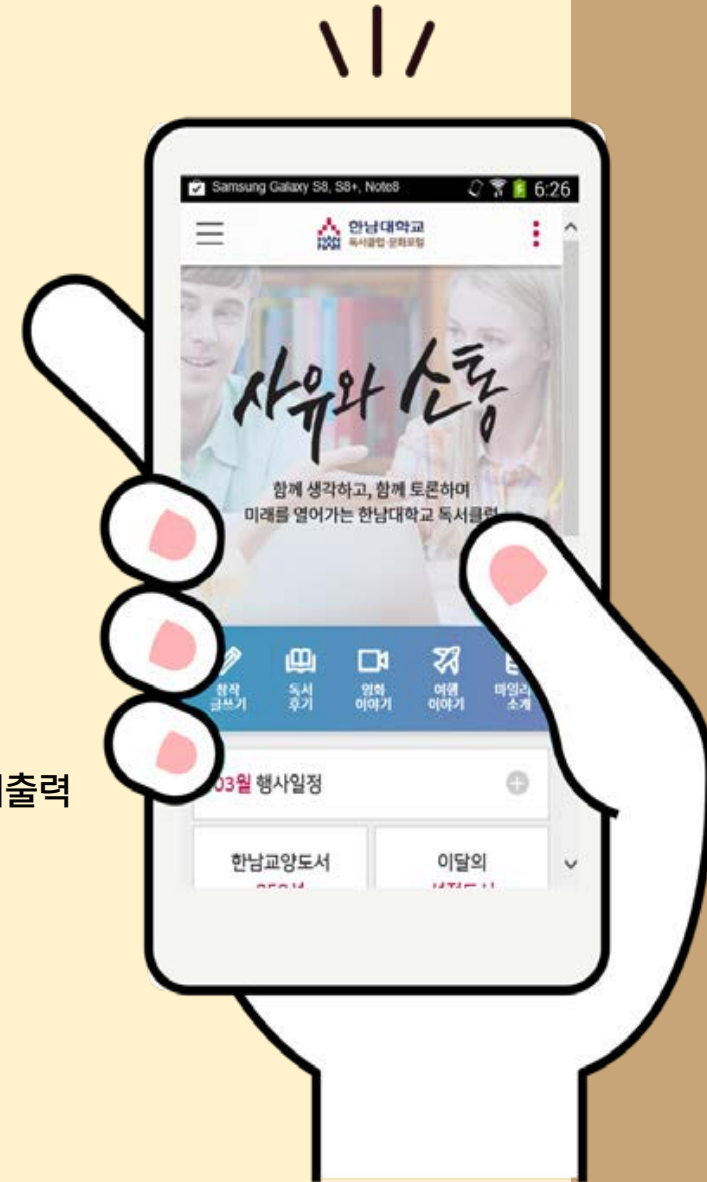 Samsung Galaxy S8, S8+, Note8 6:26
한남대학교
독서클럽·문화포털
사유와 소통
함께 생각하고, 함께 토론하며
미래를 열어가는 한남대학교 독서클럽
창작 글쓰기
독서 후기
영화 이야기
여행 이야기
소개
03월 행사일정
출력
한남교양도서
이달의